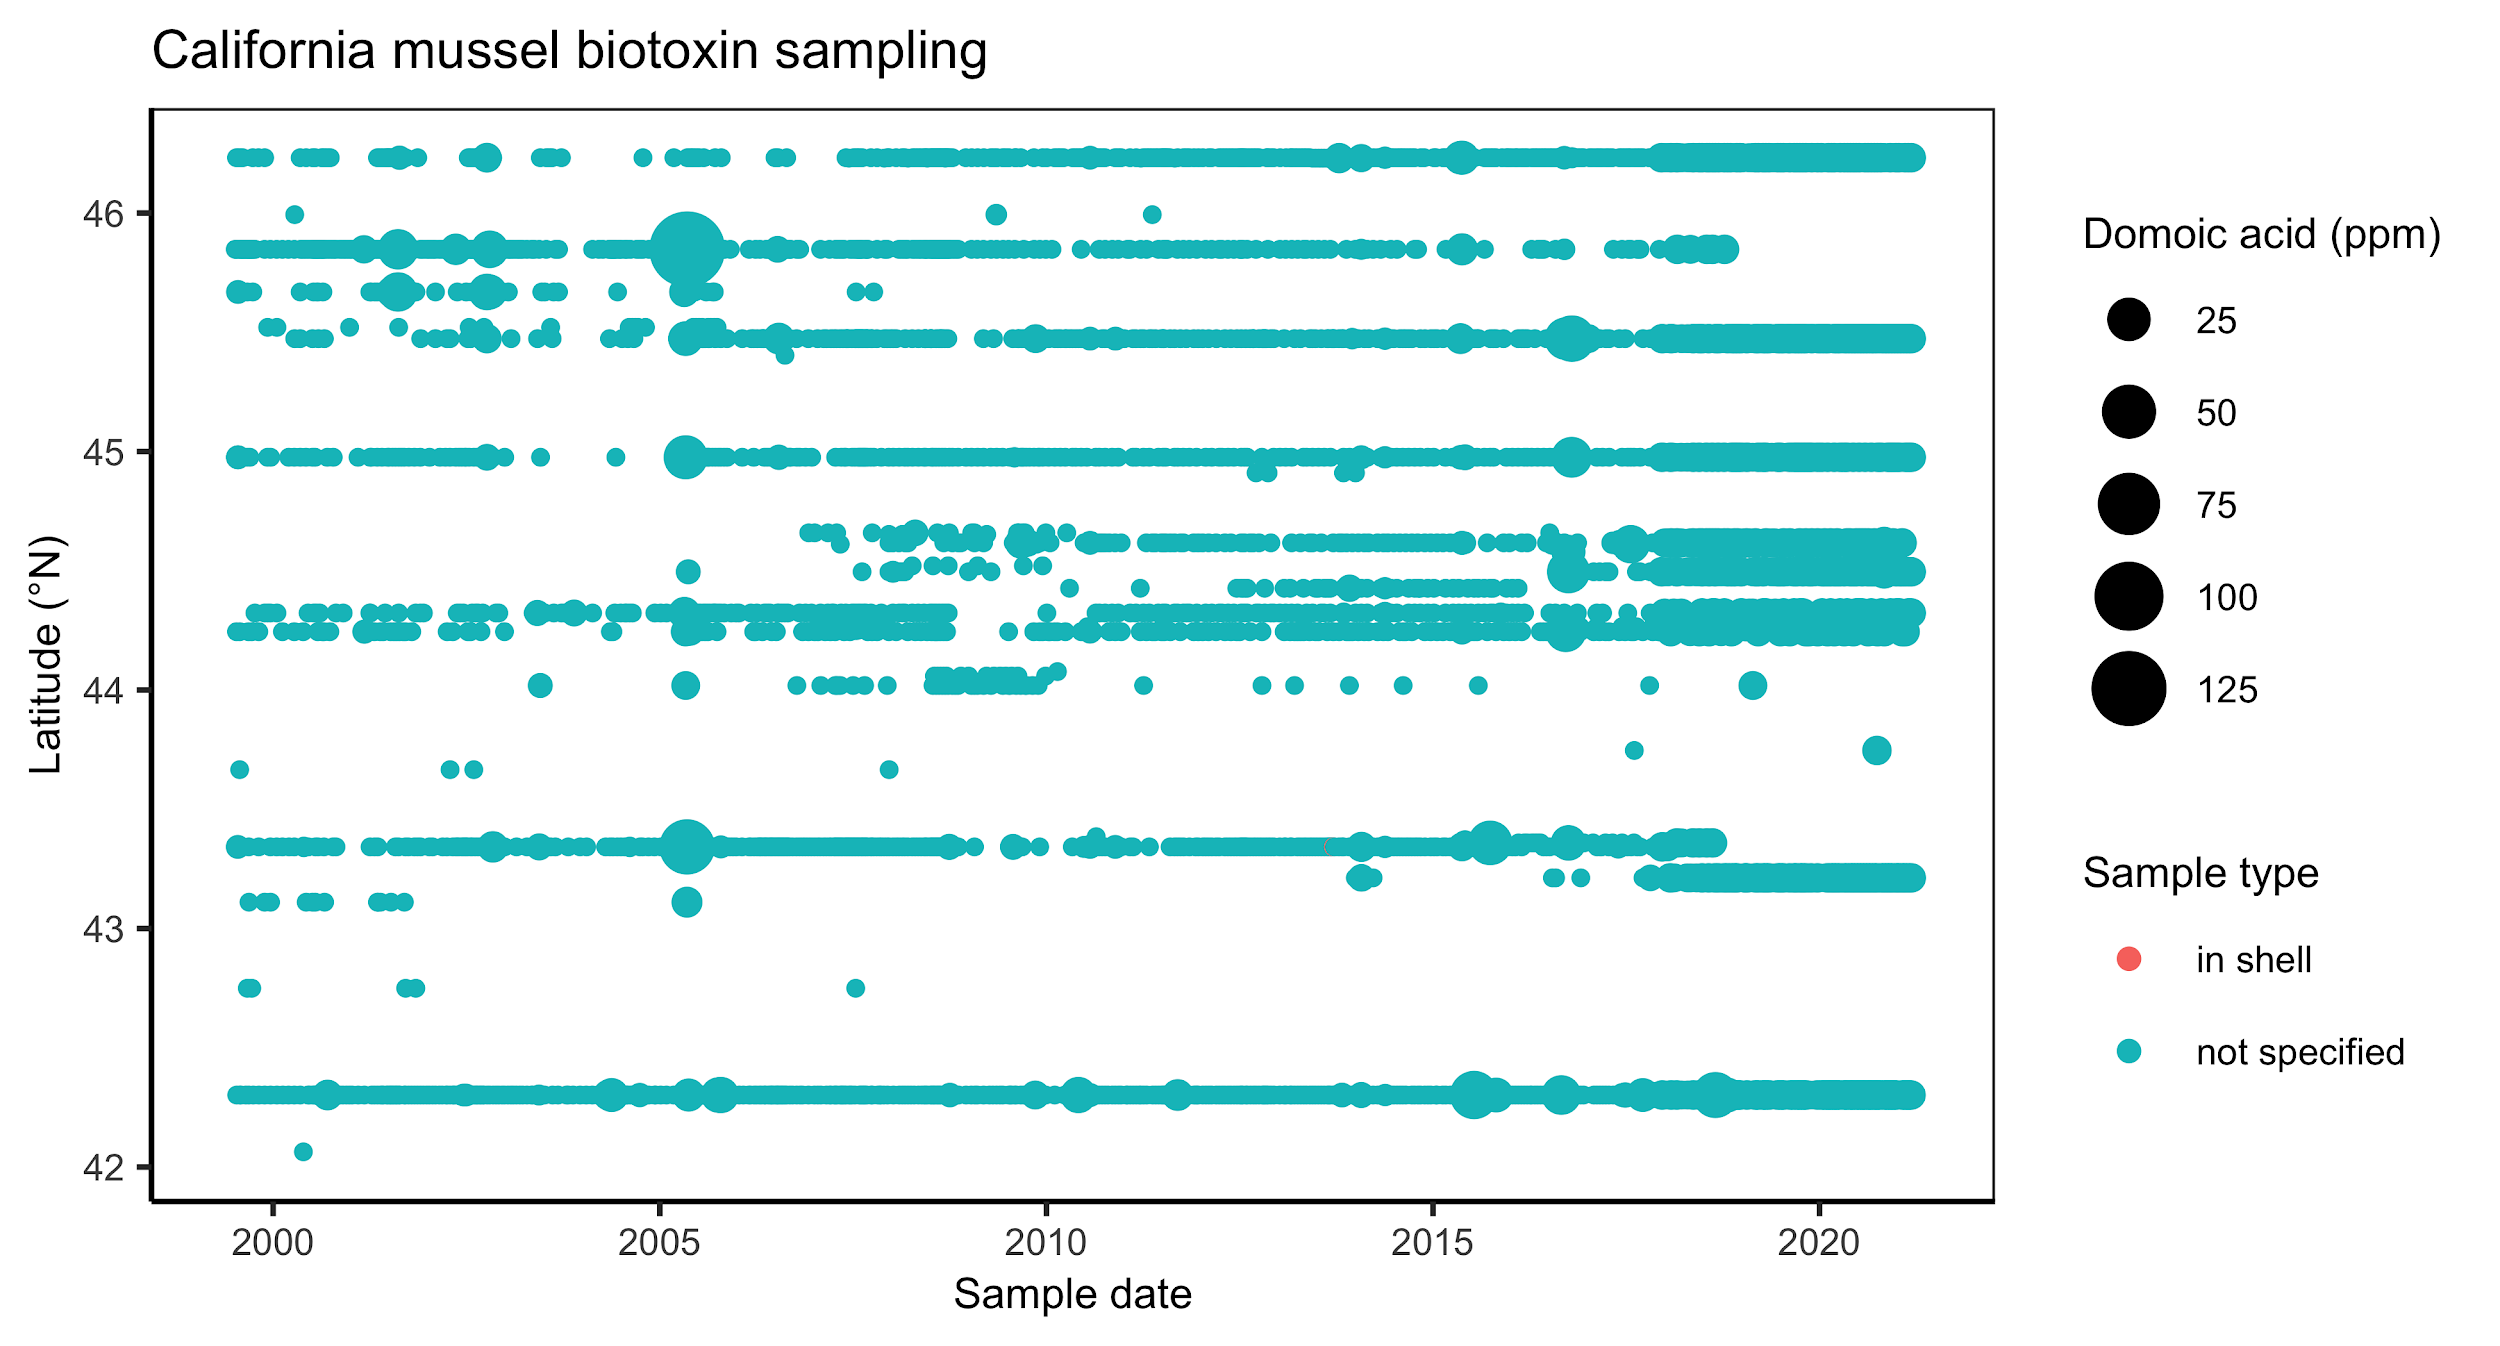 California mussel biotoxin sampling
Latitude (°N)
46
45
44
43
42
2000 2005 2010 2015 2020
Sample date
Domoic acid (ppm)
25
50
75
100
125
Sample type
in shell
not specified